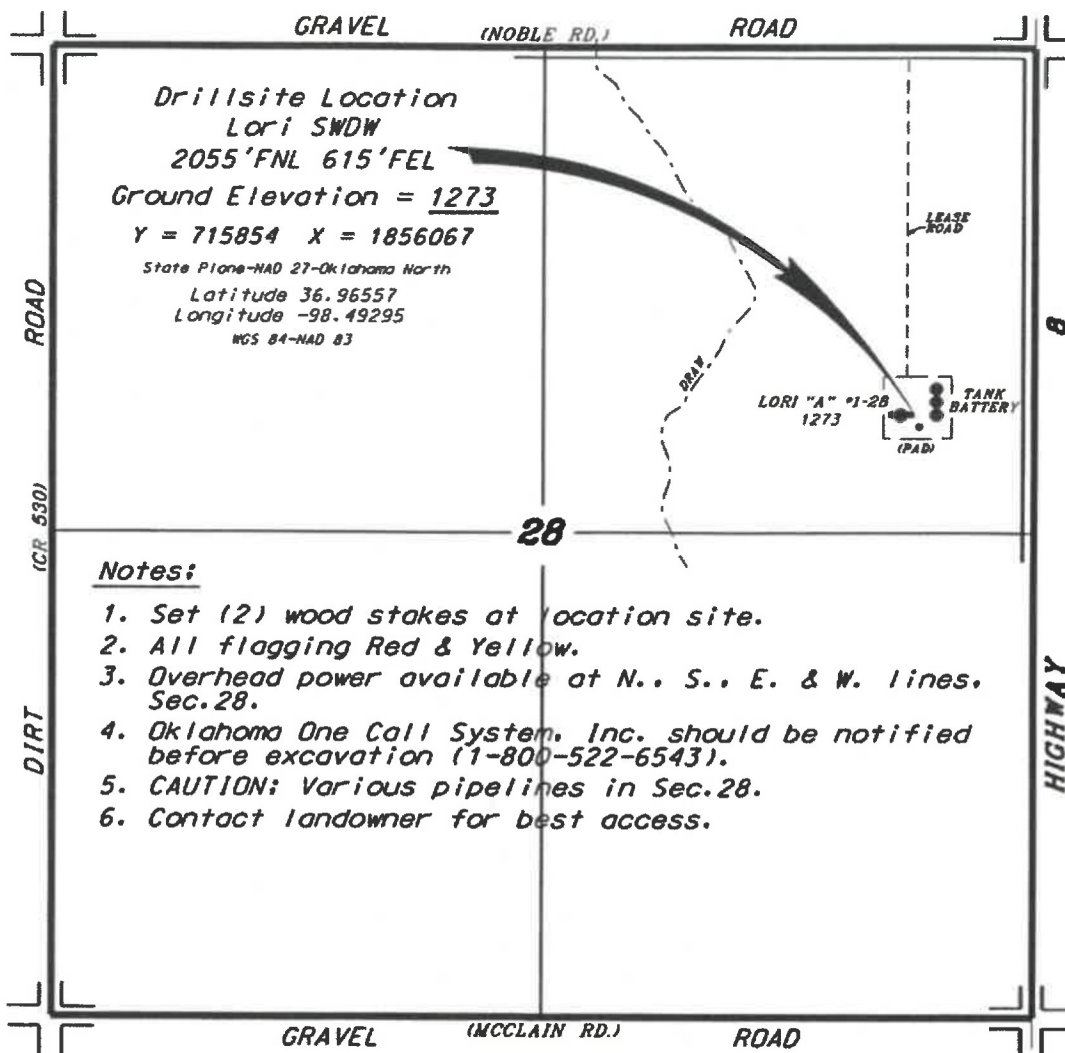 GRAVEL (NOBLE RD.) ROAD
Drillsite Location
Lori SWDW
2055'FNL 615'FEL
Ground Elevation = 1273
Y = 715854 X = 1856067
State Plane-NAD 27-Oklahoma North
Latitude 36.96557
Longitude -98.49295
WGS 84-NAD 83
LEASE
ROAD
DRAW
LORI "A" #1-28
1273
TANK
BATTERY
(PAD)
ROAD
(CR 530)
DIRT
8
HIGHWAY
28
Notes:
1. Set (2) wood stakes at location site.
2. All flagging Red & Yellow.
3. Overhead power available at N., S., E. & W. lines,
Sec.28.
4. Oklahoma One Call System, Inc. should be notified
before excavation (1-800-522-6543).
5. CAUTION: Various pipelines in Sec.28.
6. Contact landowner for best access.
GRAVEL (MCCLAIN RD.) ROAD